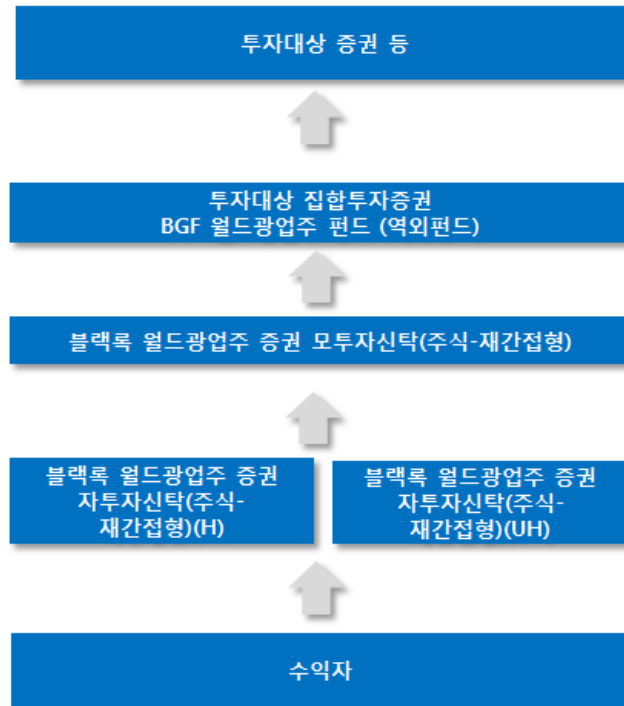 투자대상 증권 등
투자대상 집합투자증권
BGF 월드광업주 펀드 (역외펀드)
블랙록 월드광업주 증권 모투자신탁(주식-재간접형)
블랙록 월드광업주 증권
자투자신탁(주식-
재간접형)(H)
블랙록 월드광업주 증권
자투자신탁(주식-
재간접형)(UH)
수익자